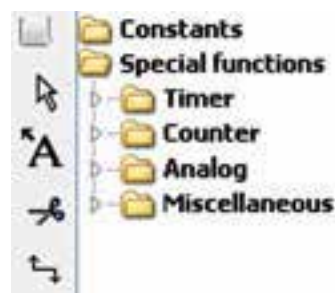 Constants
Special functions
Timer
Counter
A
Analog
Miscellaneous